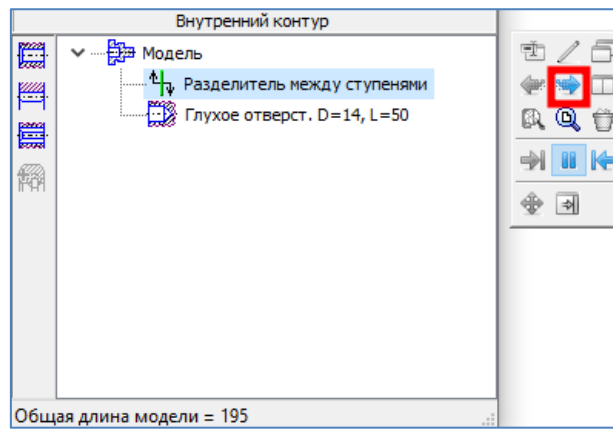 Внутренний контур
Модель
Разделитель между ступенями
Глухое отверст. D=14, L=50
Общая длина модели = 195